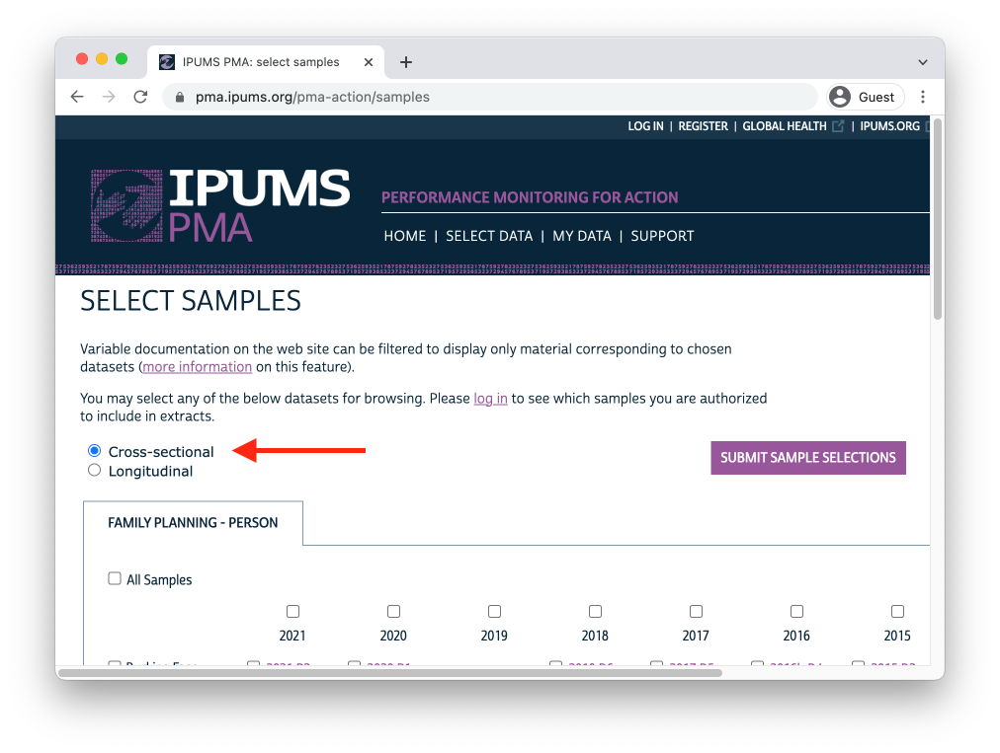 IPUMS PMA: select samples
pma.ipums.org/pma-action/samples
Guest
LOG IN | REGISTER | GLOBAL HEALTH | IPUMS.ORG
IPUMS
PMA
PERFORMANCE MONITORING FOR ACTION
HOME | SELECT DATA | MY DATA | SUPPORT
SELECT SAMPLES
Variable documentation on the web site can be filtered to display only material corresponding to chosen
datasets (more information on this feature).
You may select any of the below datasets for browsing. Please log in to see which samples you are authorized
to include in extracts.
Cross-sectional
Longitudinal
SUBMIT SAMPLE SELECTIONS
FAMILY PLANNING - PERSON
All Samples
2021 2020 2019 2018 2017 2016 2015